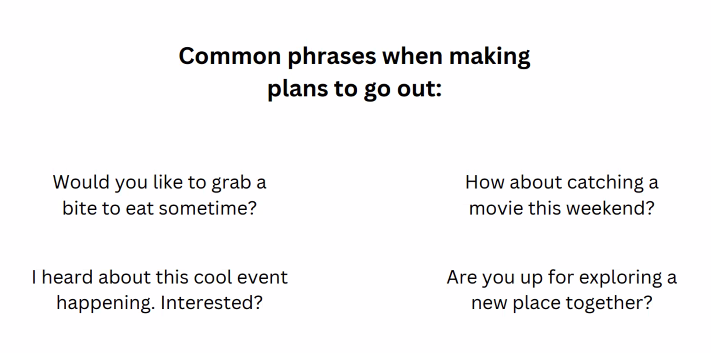 Common phrases when making
plans to go out:
Would you like to grab a
bite to eat sometime?
How about catching a
movie this weekend?
I heard about this cool event
happening. Interested?
Are you up for exploring a
new place together?